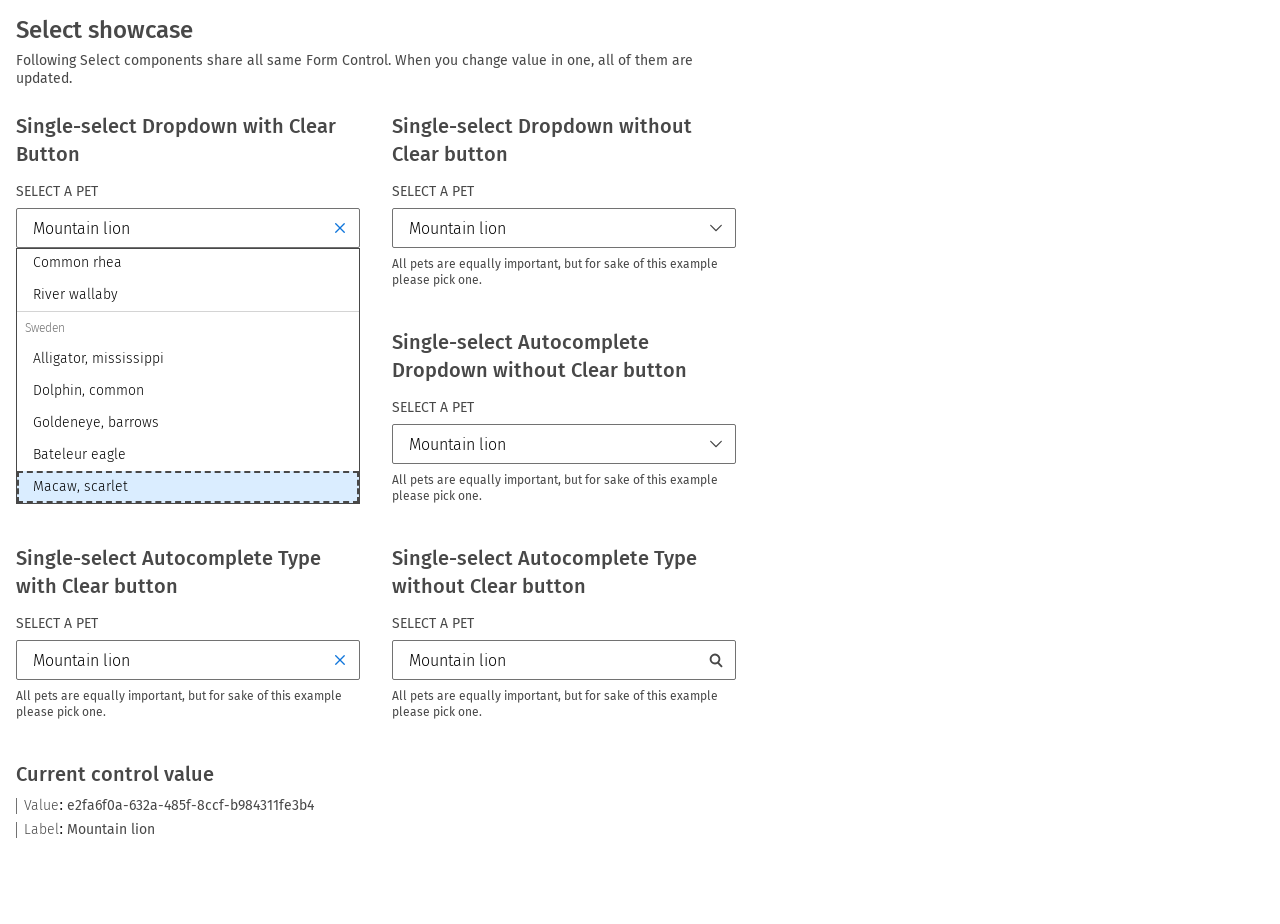 Select showcase
Following Select components share all same Form Control. When you change value in one, all of them are
updated.
Single-select Dropdown with Clear
Button
SELECT A PET
Mountain lion
Common rhea
River wallaby
Sweden
Alligator, mississippi
Dolphin, common
Goldeneye, barrows
Bateleur eagle
Macaw, scarlet
Single-select Dropdown without
Clear button
SELECT A PET
Mountain lion
All pets are equally important, but for sake of this example
please pick one.
Single-select Autocomplete
Dropdown without Clear button
SELECT A PET
Mountain lion
All pets are equally important, but for sake of this example
please pick one.
Single-select Autocomplete Type
with Clear button
SELECT A PET
Mountain lion
All pets are equally important, but for sake of this example
please pick one.
Single-select Autocomplete Type
without Clear button
SELECT A PET
Mountain lion
All pets are equally important, but for sake of this example
please pick one.
Current control value
Value: e2fa6f0a-632a-485f-8ccf-b984311fe3b4
Label: Mountain lion